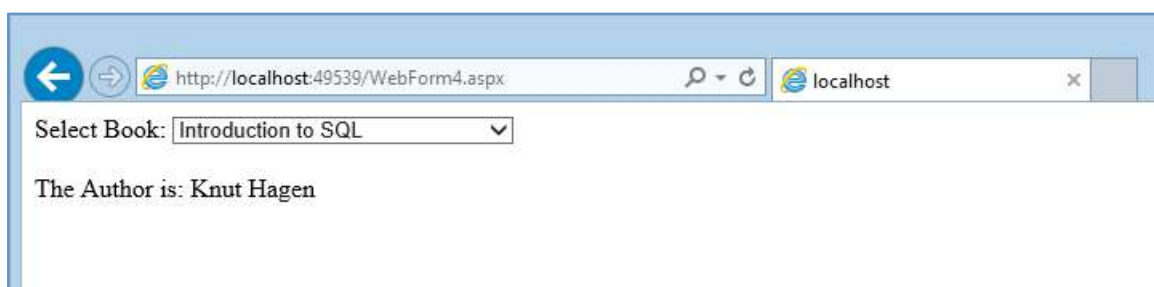 http://localhost:49539/WebForm4.aspx localhost
Select Book: Introduction to SQL
The Author is: Knut Hagen